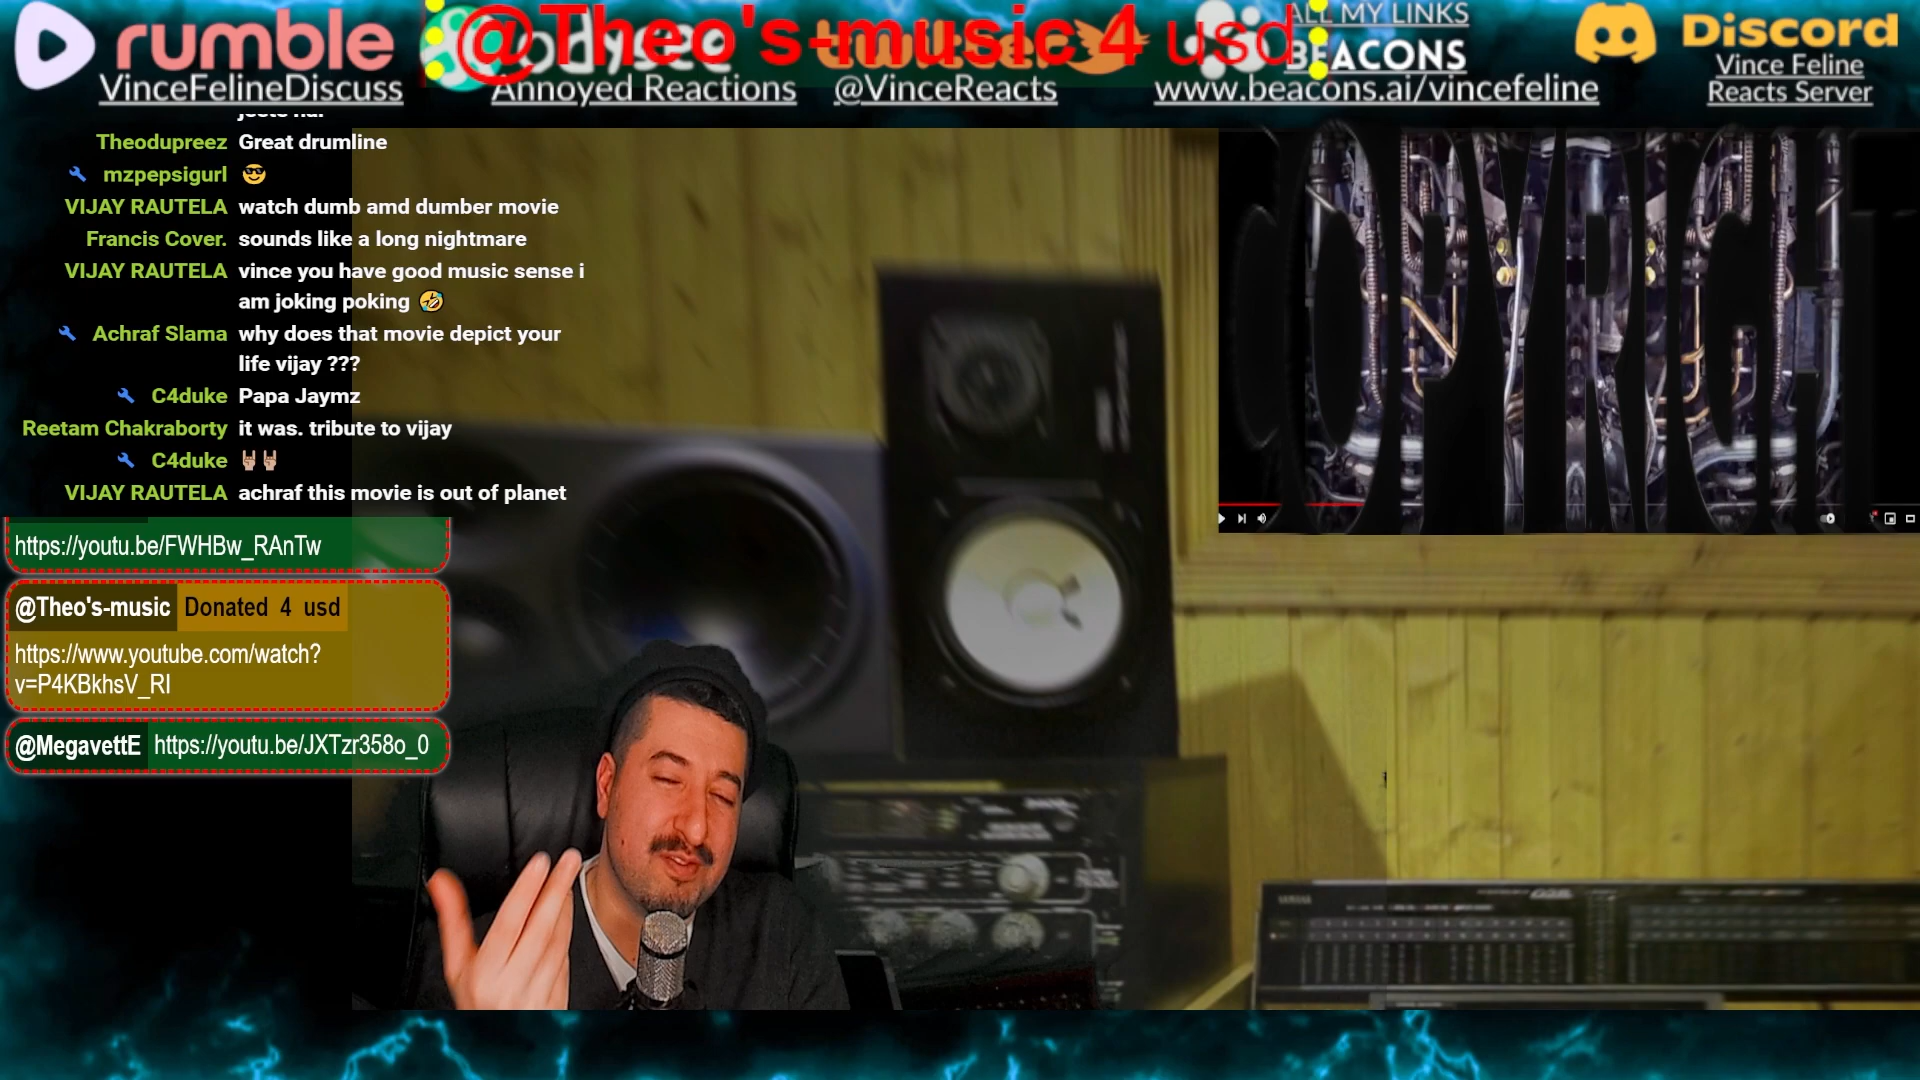 rumble
VinceFelineDiscuss
@Theo's-music 4 usd
odysee
Annoyed Reactions
twitter
@VinceReacts
ALL MY LINKS
BEACONS
www.beacons.ai/vincefeline
Discord
Vince Feline
Reacts Server
Theodupreez Great drumline
mzpepsigurl 😎
VIJAY RAUTELA watch dumb amd dumber movie
Francis Cover. sounds like a long nightmare
VIJAY RAUTELA vince you have good music sense i
am joking poking 🤣
Achraf Slama why does that movie depict your
life vijay ???
C4duke Papa Jaymz
Reetam Chakraborty it was. tribute to vijay
C4duke 🤘🏼🤘🏼
VIJAY RAUTELA achraf this movie is out of planet
https://youtu.be/FWHBw_RAnTw
@Theo's-music Donated 4 usd
https://www.youtube.com/watch?
v=P4KBkhsV_RI
@MegavettE https://youtu.be/JXTzr358o_0
COPYRIGHT
YAMAHA